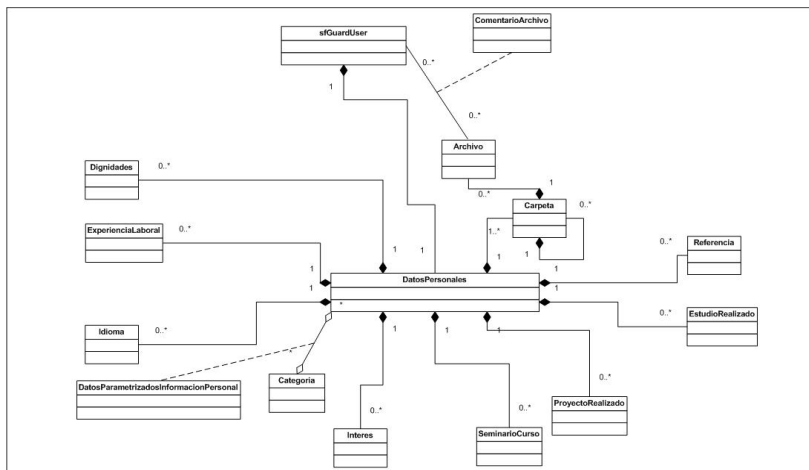 ComentarioArchivo
sfGuardUser
0..*
1
0..*
Archivo
Dignidades
0..*
0..*
1
Carpeta
0..*
ExperienciaLaboral
0..*
1..*
Referencia
0..*
1
1
1
1
1
1
DatosPersonales
1
1
*
EstudioRealizado
0..*
Idioma
0..*
1
1
1
*
DatosParametrizadosInformacionPersonal
Categoria
0..*
ProyectoRealizado
0..*
0..*
Interes
SeminarioCurso